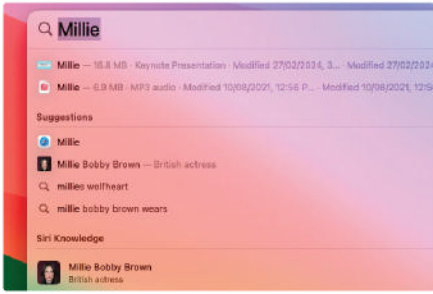 Millie
Millie — 16.8 MB · Keynote Presentation · Modified 27/02/2024, 3... · Modified 27/02/2024
Millie — 6.9 MB · MP3 audio · Modified 10/08/2021, 12:56 P... · Modified 10/08/2021, 12:56
Suggestions
Millie
Millie Bobby Brown — British actress
millies wolfheart
millie bobby brown wears
Siri Knowledge
Millie Bobby Brown
British actress